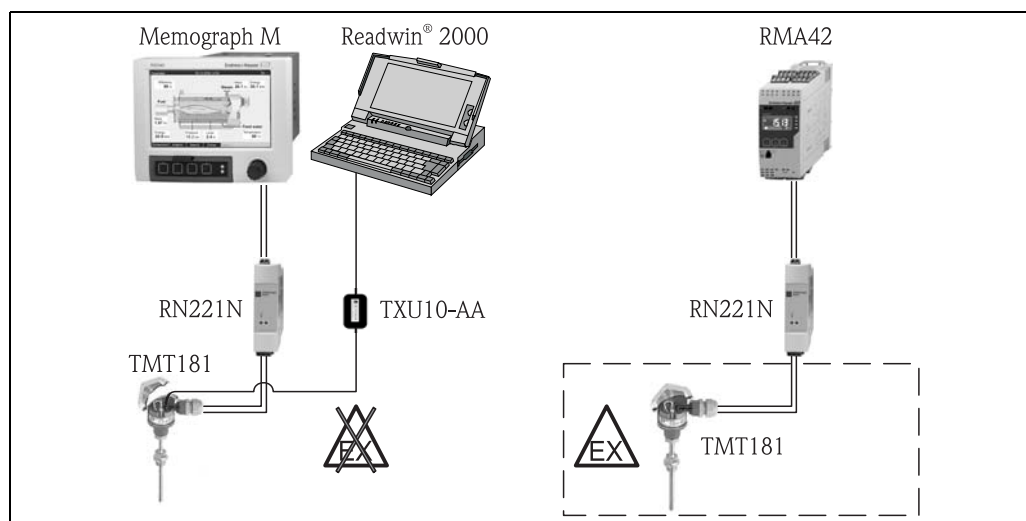 Memograph M
Readwin® 2000
RMA42
RN221N
TXU10-AA
RN221N
TMT181
EX
EX
TMT181